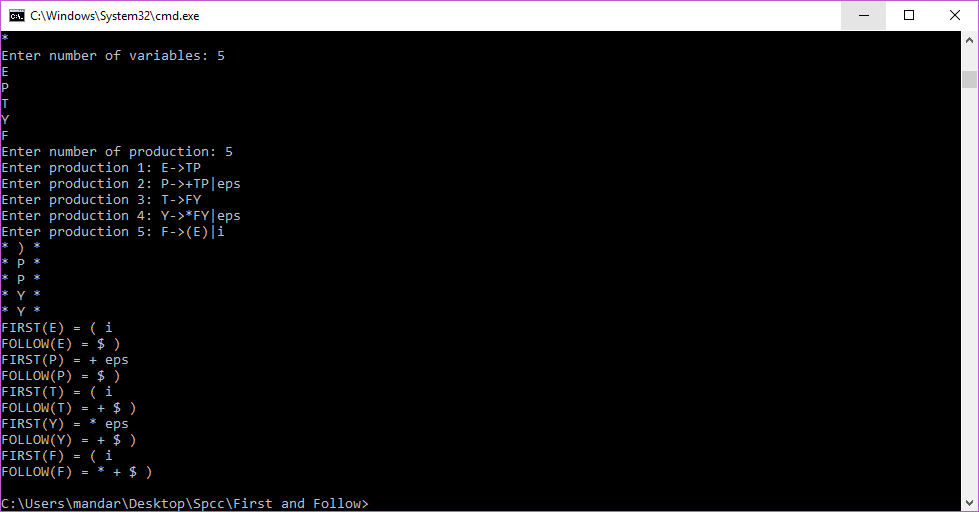 C:\Windows\System32\cmd.exe
*
Enter number of variables: 5
E
P
T
Y
F
Enter number of production: 5
Enter production 1: E->TP
Enter production 2: P->+TP|eps
Enter production 3: T->FY
Enter production 4: Y->*FY|eps
Enter production 5: F->(E)|i
* ) *
* P *
* P *
* Y *
* Y *
FIRST(E) = ( i
FOLLOW(E) = $ )
FIRST(P) = + eps
FOLLOW(P) = $ )
FIRST(T) = ( i
FOLLOW(T) = + $ )
FIRST(Y) = * eps
FOLLOW(Y) = + $ )
FIRST(F) = ( i
FOLLOW(F) = * + $ )
C:\Users\mandar\Desktop\Spcc\First and Follow>